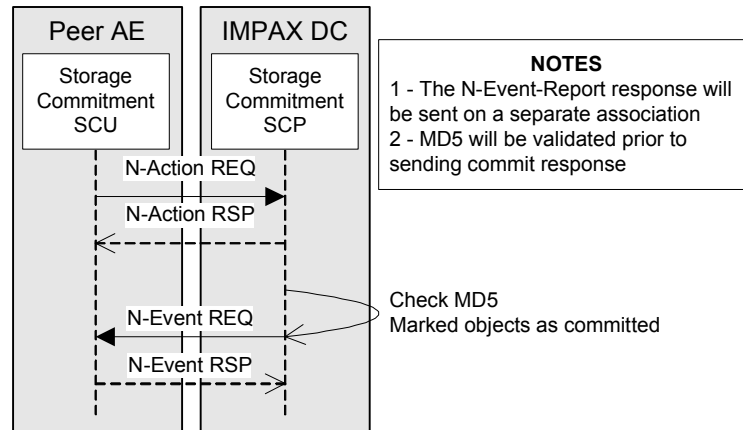 Peer AE
IMPAX DC
Storage
Commitment
SCU
Storage
Commitment
SCP
NOTES
1 - The N-Event-Report response will
be sent on a separate association
2 - MD5 will be validated prior to
sending commit response
N-Action REQ
N-Action RSP
Check MD5
Marked objects as committed
N-Event REQ
N-Event RSP